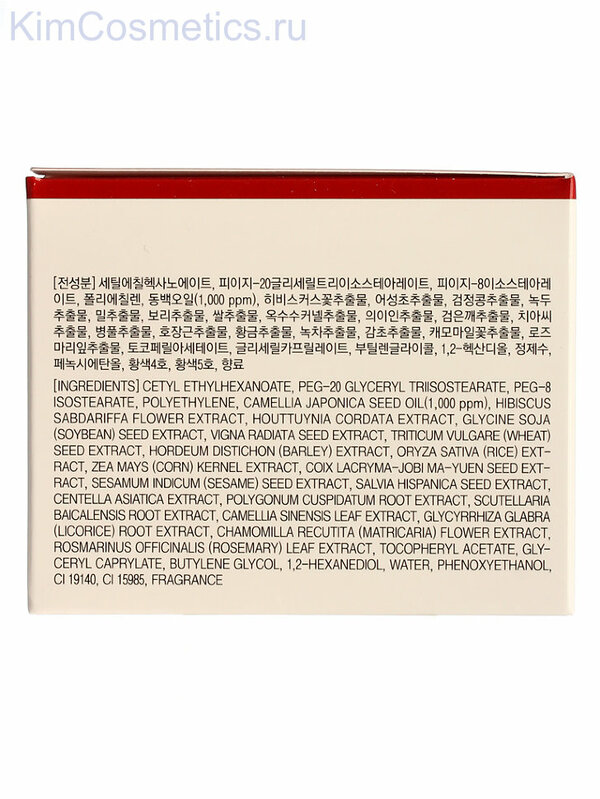 KimCosmetics.ru
[전성분] 세틸에칠헥사노에이트, 피이지-20글리세릴트리이소스테아레이트, 피이지-8이소스테아레
이트, 폴리에칠렌, 동백오일(1,000 ppm), 히비스커스꽃추출물, 어성초추출물, 검정콩추출물, 녹두
추출물, 밀추출물, 보리추출물, 쌀추출물, 옥수수커넬추출물, 의이인추출물, 검은깨추출물, 치아씨
추출물, 병풀추출물, 호장근추출물, 황금추출물, 녹차추출물, 감초추출물, 캐모마일꽃추출물, 로즈
마리잎추출물, 토코페릴아세테이트, 글리세릴카프릴레이트, 부틸렌글라이콜, 1,2-헥산디올, 정제수,
페녹시에탄올, 황색4호, 황색5호, 향료
[INGREDIENTS] CETYL ETHYLHEXANOATE, PEG-20 GLYCERYL TRIISOSTEARATE, PEG-8
ISOSTEARATE, POLYETHYLENE, CAMELLIA JAPONICA SEED OIL(1,000 ppm), HIBISCUS
SABDARIFFA FLOWER EXTRACT, HOUTTUYNIA CORDATA EXTRACT, GLYCINE SOJA
(SOYBEAN) SEED EXTRACT, VIGNA RADIATA SEED EXTRACT, TRITICUM VULGARE (WHEAT)
SEED EXTRACT, HORDEUM DISTICHON (BARLEY) EXTRACT, ORYZA SATIVA (RICE) EXT-
RACT, ZEA MAYS (CORN) KERNEL EXTRACT, COIX LACRYMA-JOBI MA-YUEN SEED EXT-
RACT, SESAMUM INDICUM (SESAME) SEED EXTRACT, SALVIA HISPANICA SEED EXTRACT,
CENTELLA ASIATICA EXTRACT, POLYGONUM CUSPIDATUM ROOT EXTRACT, SCUTELLARIA
BAICALENSIS ROOT EXTRACT, CAMELLIA SINENSIS LEAF EXTRACT, GLYCYRRHIZA GLABRA
(LICORICE) ROOT EXTRACT, CHAMOMILLA RECUTITA (MATRICARIA) FLOWER EXTRACT,
ROSMARINUS OFFICINALIS (ROSEMARY) LEAF EXTRACT, TOCOPHERYL ACETATE, GLY-
CERYL CAPRYLATE, BUTYLENE GLYCOL, 1,2-HEXANEDIOL, WATER, PHENOXYETHANOL,
CI 19140, CI 15985, FRAGRANCE